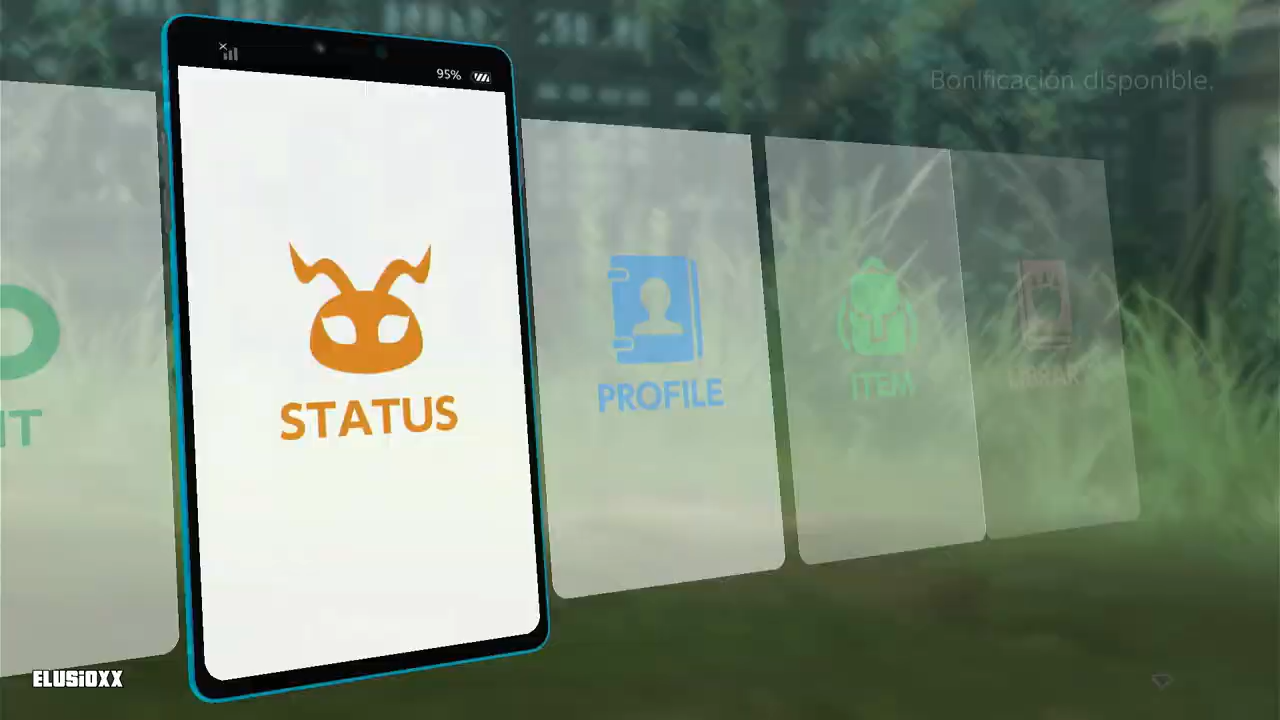 Bonificación disponible.
95%
STATUS
PROFILE
ITEM
ELUSiOXX